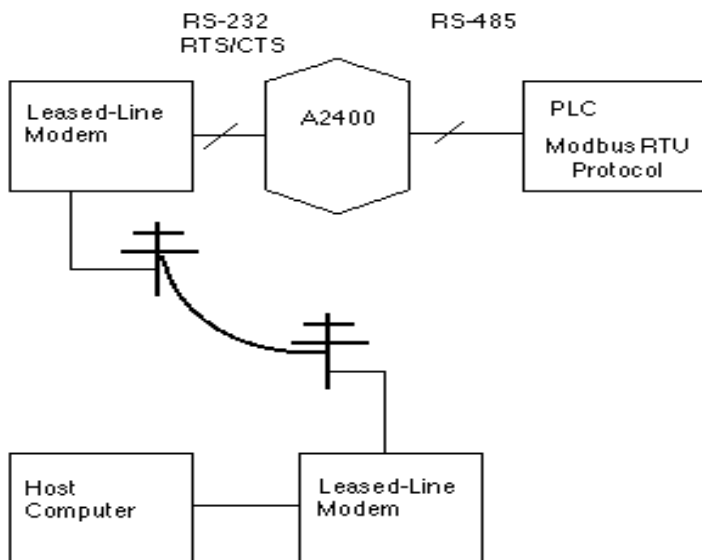 RS-232
RTS/CTS
RS-485
Leased-Line
Modem
A2400
PLC
Modbus RTU
Protocol
Host
Computer
Leased-Line
Modem